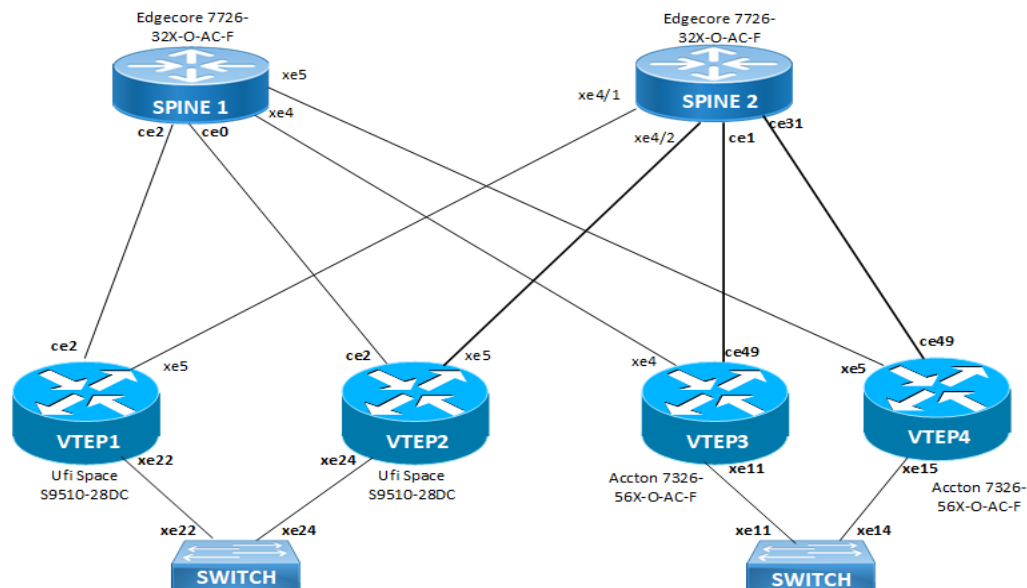 Edgecore 7726-
32X-O-AC-F
Edgecore 7726-
32X-O-AC-F
SPINE 1
xe5
xe4
ce2
ce0
SPINE 2
xe4/1
xe4/2
ce1
ce31
ce2
xe5
ce2
xe5
xe4
ce49
xe5
ce49
VTEP1
VTEP2
VTEP3
VTEP4
Ufi Space
S9510-28DC
xe22
xe24
Ufi Space
S9510-28DC
Accton 7326-
56X-O-AC-F
xe11
xe15
Accton 7326-
56X-O-AC-F
xe22
xe24
xe11
xe14
SWITCH
SWITCH